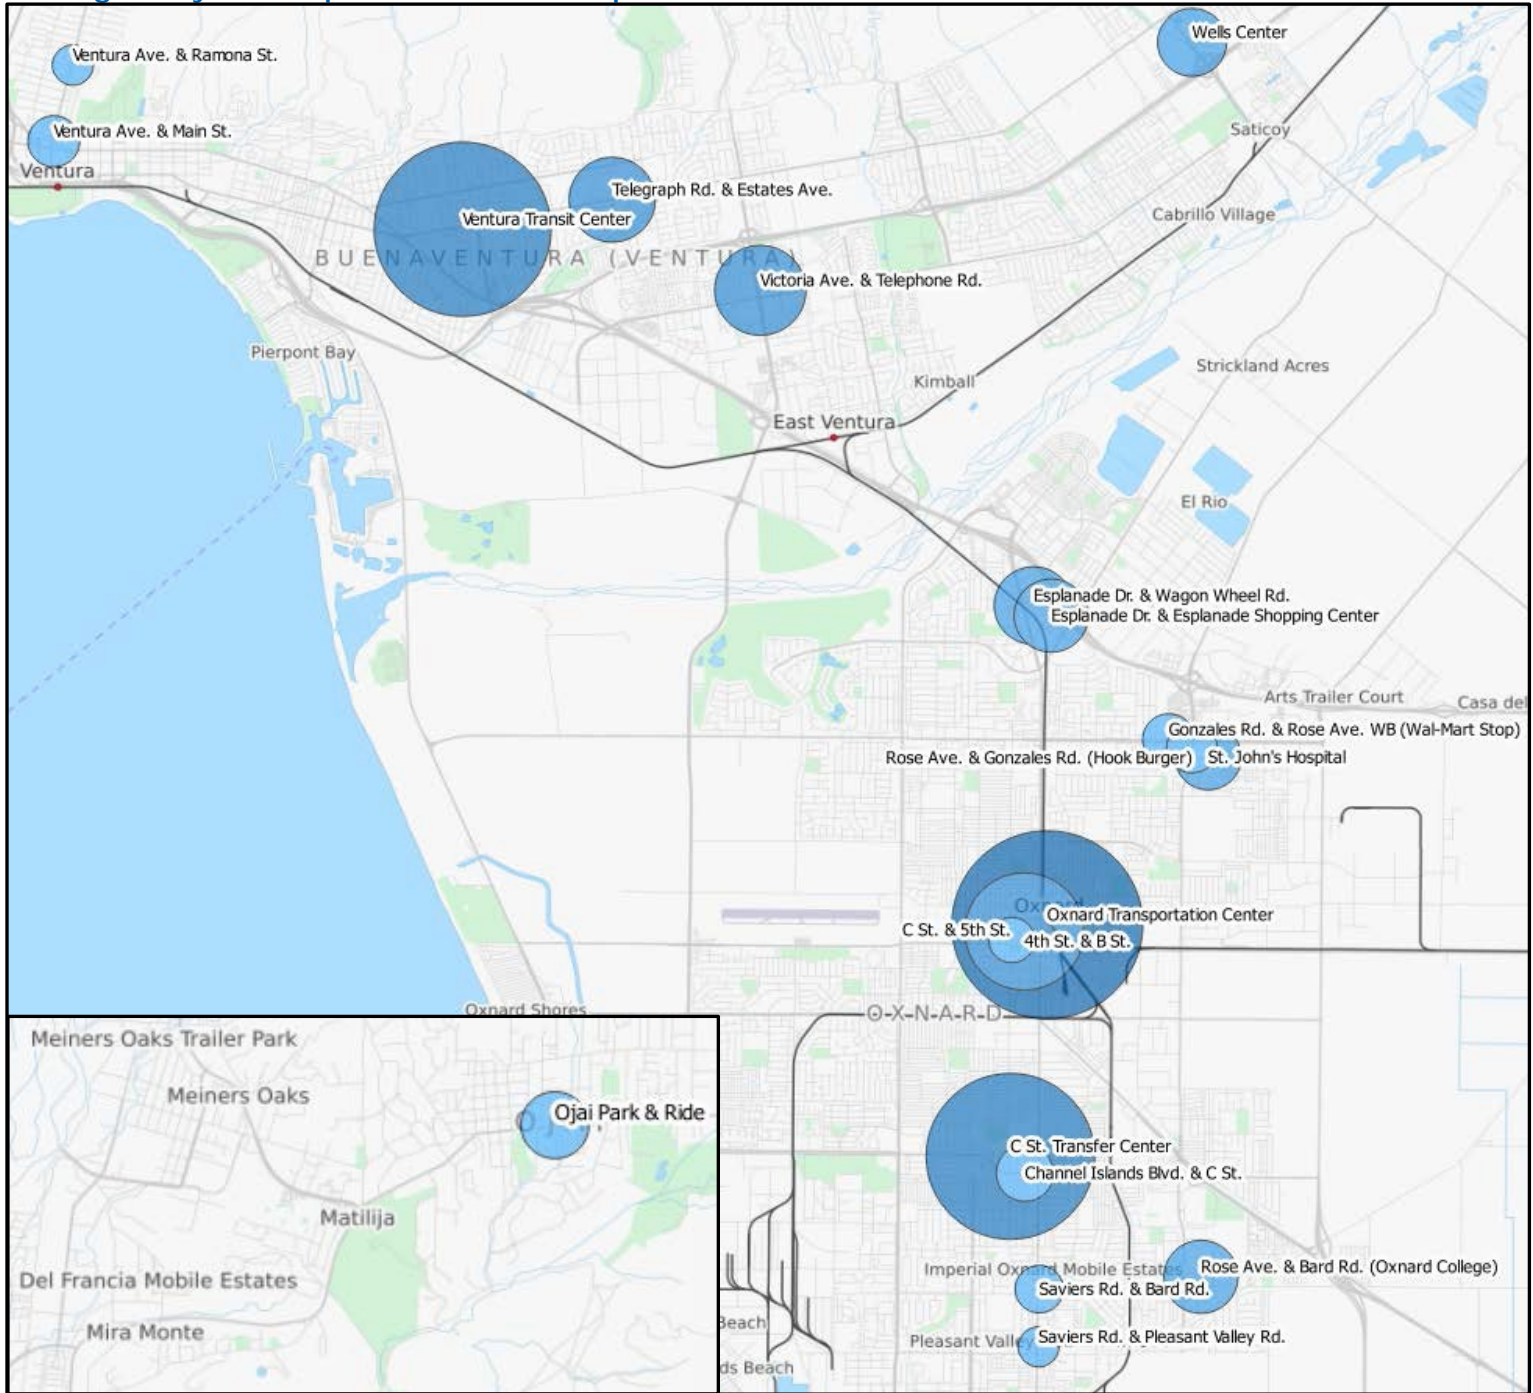 Wells Center
Ventura Ave. & Ramona St.
Ventura Ave. & Main St.
Saticoy
Ventura
Telegraph Rd. & Estates Ave.
Ventura Transit Center
Cabrillo Village
BUENAVENTURA (VENTURA)
Victoria Ave. & Telephone Rd.
Pierpont Bay
Strickland Acres
Kimball
East Ventura
El Rio
Esplanade Dr. & Wagon Wheel Rd.
Esplanade Dr. & Esplanade Shopping Center
Arts Trailer Court
Casa del
Gonzales Rd. & Rose Ave. WB (Wal-Mart Stop)
Rose Ave. & Gonzales Rd. (Hook Burger)
St. John's Hospital
Oxnard
Oxnard Transportation Center
C St. & 5th St.
4th St. & B St.
Oxnard Shores
OXNARD
Meiners Oaks Trailer Park
Meiners Oaks
Ojai Park & Ride
Matilija
Del Francia Mobile Estates
Mira Monte
C St. Transfer Center
Channel Islands Blvd. & C St.
Imperial Oxnard Mobile Estates
Rose Ave. & Bard Rd. (Oxnard College)
Saviers Rd. & Bard Rd.
Beach
Pleasant Valley
Saviers Rd. & Pleasant Valley Rd.
ds Beach